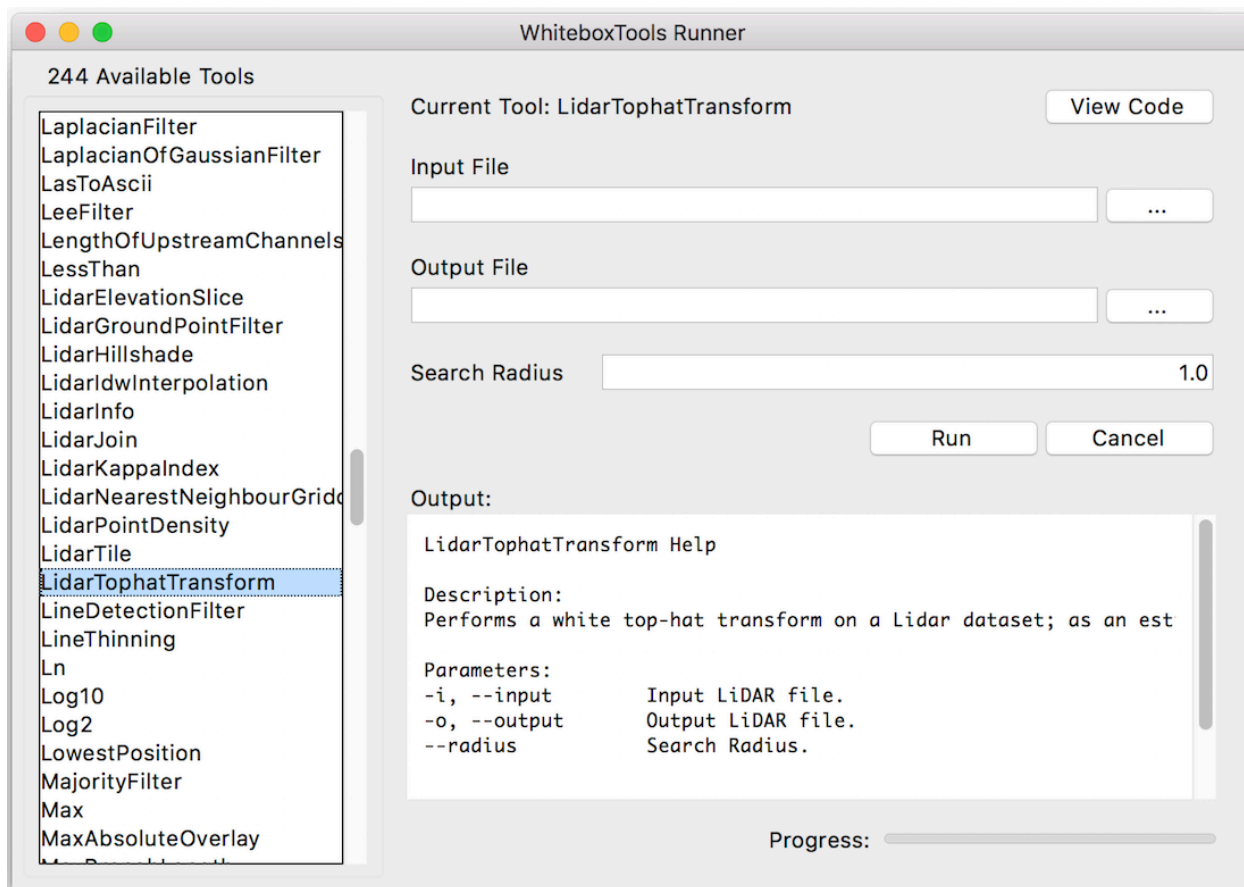 WhiteboxTools Runner
244 Available Tools
LaplacianFilter
LaplacianOfGaussianFilter
LasToAscii
LeeFilter
LengthOfUpstreamChannels
LessThan
LidarElevationSlice
LidarGroundPointFilter
LidarHillshade
LidarIdwInterpolation
LidarInfo
LidarJoin
LidarKappaIndex
LidarNearestNeighbourGridd
LidarPointDensity
LidarTile
LidarTophatTransform
LineDetectionFilter
LineThinning
Ln
Log10
Log2
LowestPosition
MajorityFilter
Max
MaxAbsoluteOverlay
Current Tool: LidarTophatTransform
View Code
Input File
...
Output File
...
Search Radius
1.0
Run
Cancel
Output:
LidarTophatTransform Help
Description:
Performs a white top-hat transform on a Lidar dataset; as an est
Parameters:
-i, --input Input LiDAR file.
-o, --output Output LiDAR file.
--radius Search Radius.
Progress: